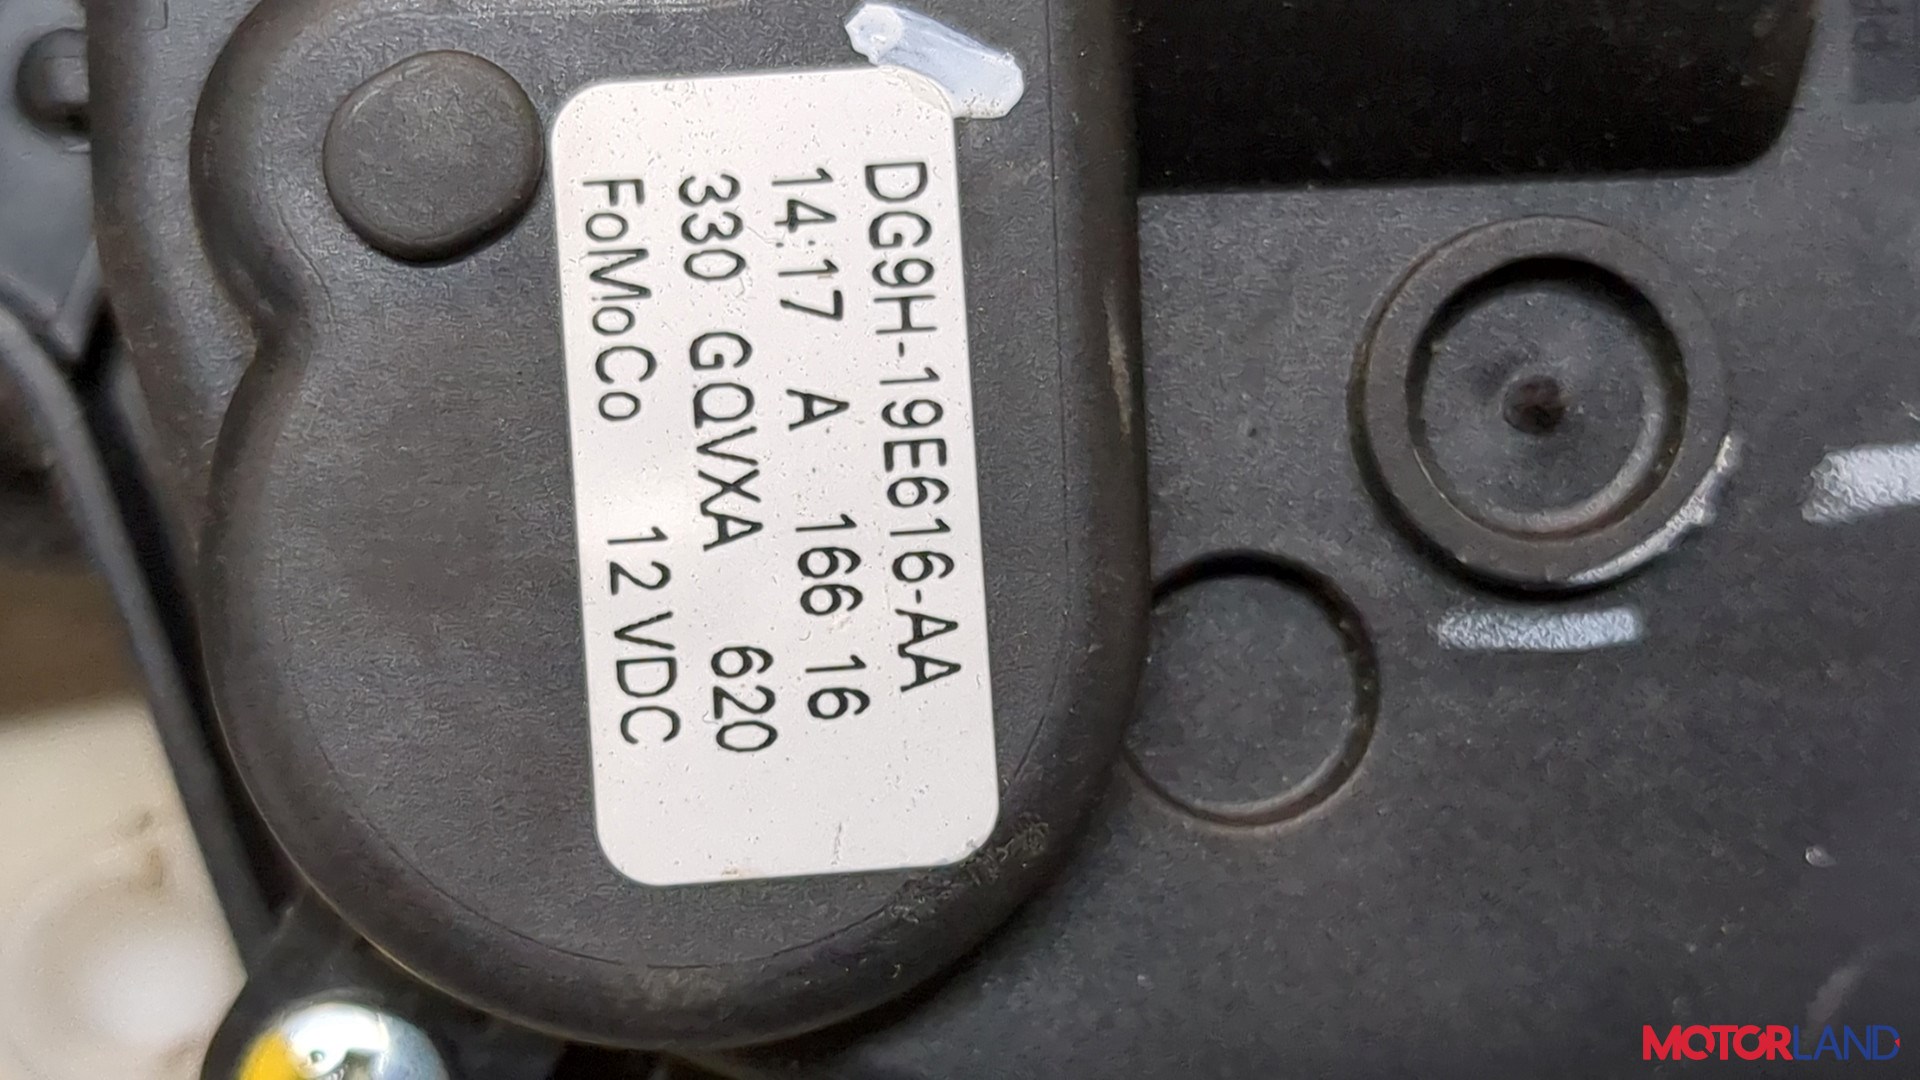 DG9H-19E616-AA
14:17 A 166 16
330 GQVXA 620
FoMoCo 12 VDC
MOTORLAND